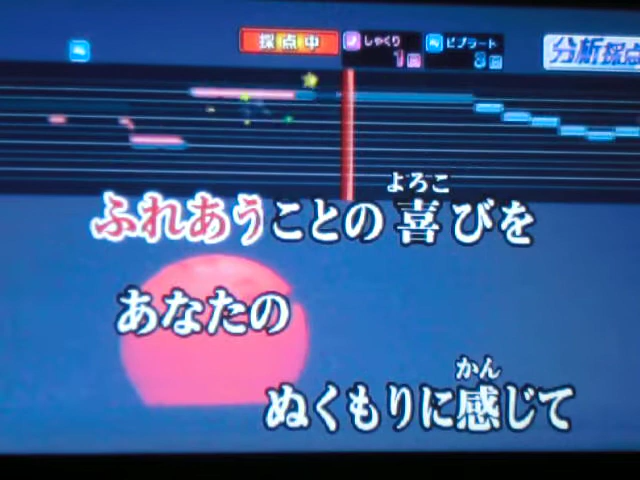 採点中 しゃくり 1回 ビブラート 3回 分析採点
よろこ
ふれあうことの喜びを
あなたの
かん
ぬくもりに感じて